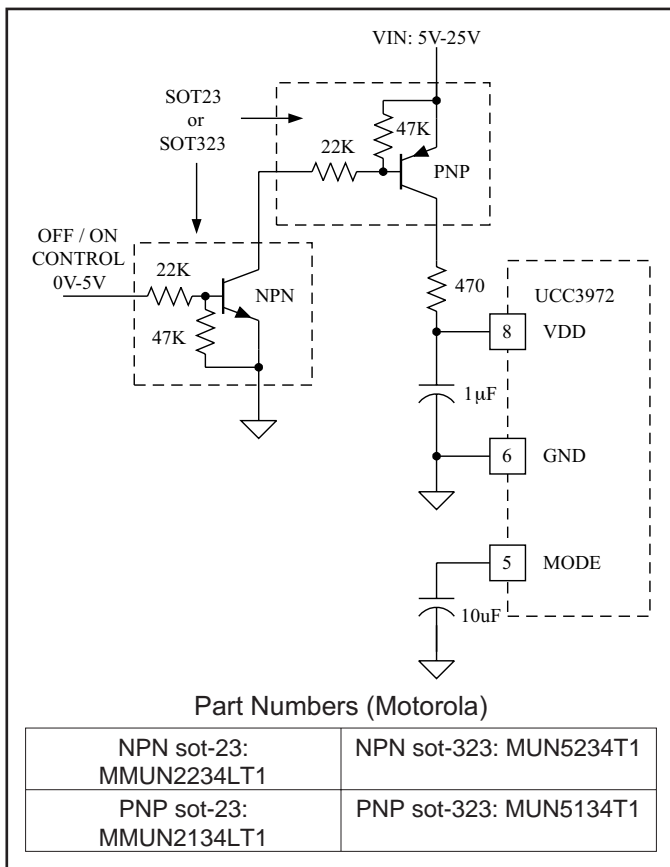 VIN: 5V-25V
SOT23
or
SOT323
47K
22K
PNP
OFF / ON
CONTROL
0V-5V
22K
NPN
47K
470
UCC3972
8
VDD
1µF
6
GND
5
MODE
10uF
Part Numbers (Motorola)
NPN sot-23:
MMUN2234LT1
NPN sot-323: MUN5234T1
PNP sot-23:
MMUN2134LT1
PNP sot-323: MUN5134T1